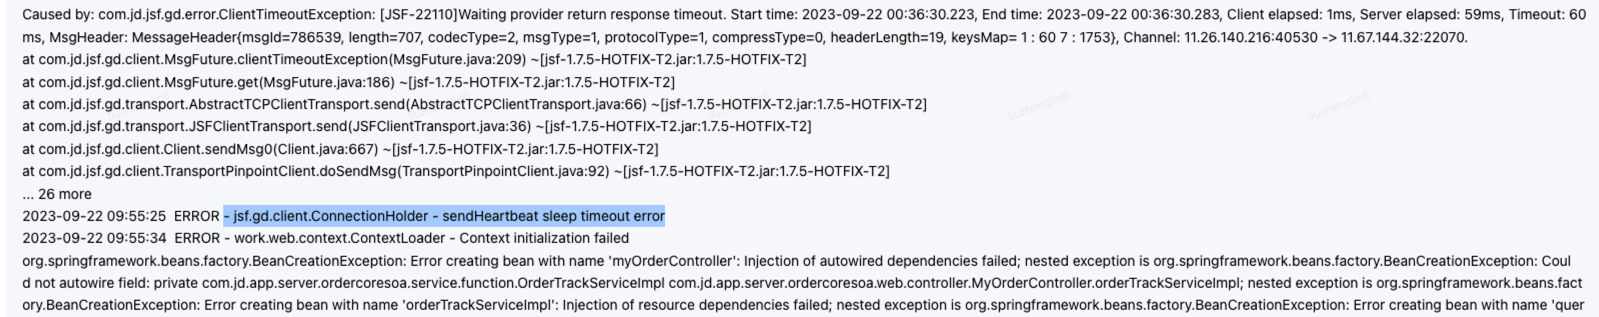 Caused by: com.jd.jsf.gd.error.ClientTimeoutException: [JSF-22110]Waiting provider return response timeout. Start time: 2023-09-22 00:36:30.223, End time: 2023-09-22 00:36:30.283, Client elapsed: 1ms, Server elapsed: 59ms, Timeout: 60
ms, MsgHeader: MessageHeader{msgId=786539, length=707, codecType=2, msgType=1, protocolType=1, compressType=0, headerLength=19, keysMap= 1 : 60 7 : 1753}, Channel: 11.26.140.216:40530 -> 11.67.144.32:22070.
at com.jd.jsf.gd.client.MsgFuture.clientTimeoutException(MsgFuture.java:209) ~[jsf-1.7.5-HOTFIX-T2.jar:1.7.5-HOTFIX-T2]
at com.jd.jsf.gd.client.MsgFuture.get(MsgFuture.java:186) ~[jsf-1.7.5-HOTFIX-T2.jar:1.7.5-HOTFIX-T2]
at com.jd.jsf.gd.transport.AbstractTCPClientTransport.send(AbstractTCPClientTransport.java:66) ~[jsf-1.7.5-HOTFIX-T2.jar:1.7.5-HOTFIX-T2]
at com.jd.jsf.gd.transport.JSFClientTransport.send(JSFClientTransport.java:36) ~[jsf-1.7.5-HOTFIX-T2.jar:1.7.5-HOTFIX-T2]
at com.jd.jsf.gd.client.Client.sendMsg0(Client.java:667) ~[jsf-1.7.5-HOTFIX-T2.jar:1.7.5-HOTFIX-T2]
at com.jd.jsf.gd.client.TransportPinpointClient.doSendMsg(TransportPinpointClient.java:92) ~[jsf-1.7.5-HOTFIX-T2.jar:1.7.5-HOTFIX-T2]
... 26 more
2023-09-22 09:55:25 ERROR - jsf.gd.client.ConnectionHolder - sendHeartbeat sleep timeout error
2023-09-22 09:55:34 ERROR - work.web.context.ContextLoader - Context initialization failed
org.springframework.beans.factory.BeanCreationException: Error creating bean with name 'myOrderController': Injection of autowired dependencies failed; nested exception is org.springframework.beans.factory.BeanCreationException: Coul
d not autowire field: private com.jd.app.server.ordercoresoa.service.function.OrderTrackServiceImpl com.jd.app.server.ordercoresoa.web.controller.MyOrderController.orderTrackServiceImpl; nested exception is org.springframework.beans.fact
ory.BeanCreationException: Error creating bean with name 'orderTrackServiceImpl': Injection of resource dependencies failed; nested exception is org.springframework.beans.factory.BeanCreationException: Error creating bean with name 'quer